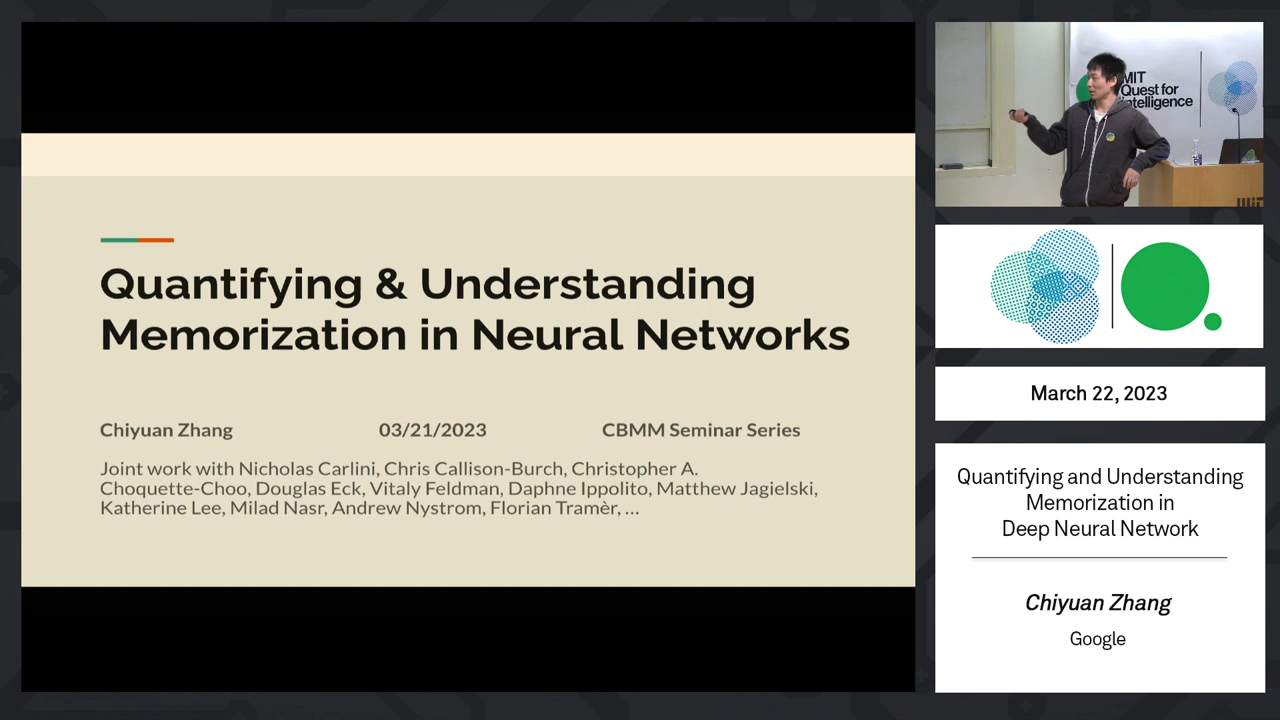 Quantifying & Understanding
Memorization in Neural Networks
Chiyuan Zhang
03/21/2023
CBMM Seminar Series
Joint work with Nicholas Carlini, Chris Callison-Burch, Christopher A.
Choquette-Choo, Douglas Eck, Vitaly Feldman, Daphne Ippolito, Matthew Jagielski,
Katherine Lee, Milad Nasr, Andrew Nystrom, Florian Tramèr, ...
MIT
Quest for
Intelligence
March 22, 2023
Quantifying and Understanding
Memorization in
Deep Neural Network
Chiyuan Zhang
Google